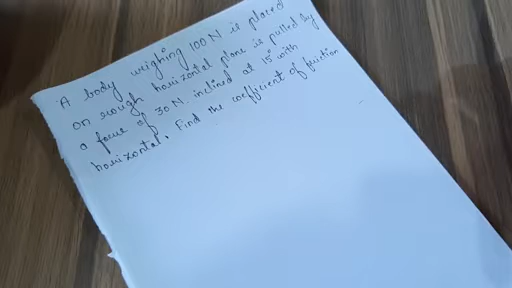 A body weighing 100 N is placed
on rough horizontal plane is pulled by
a force of 30 N. inclined at 15° with
horizontal. Find the coefficient of friction